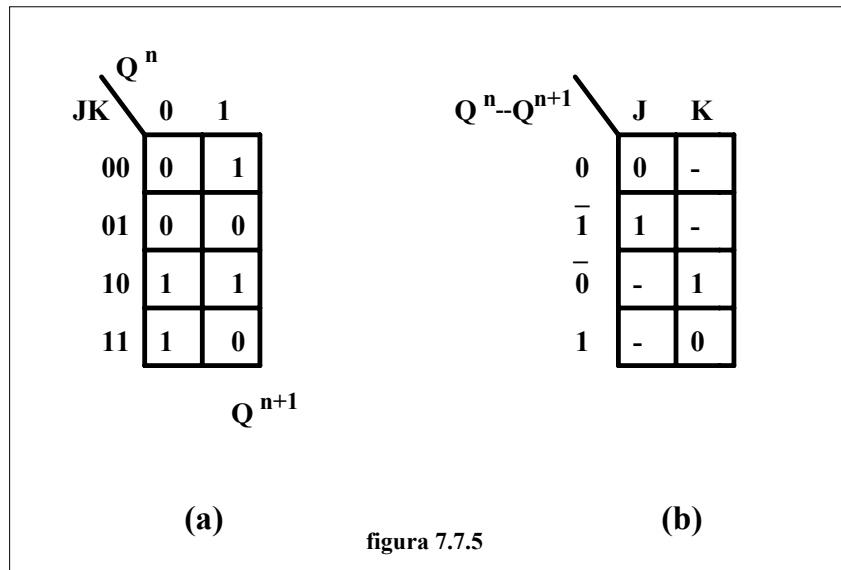 Q^n
JK 0 1
00 0 1
01 0 0
10 1 1
11 1 0
Q^n+1
(a)
Q^n--Q^n+1 J K
0 0 -
1̅ 1 -
0̅ - 1
1 - 0
(b)
figura 7.7.5